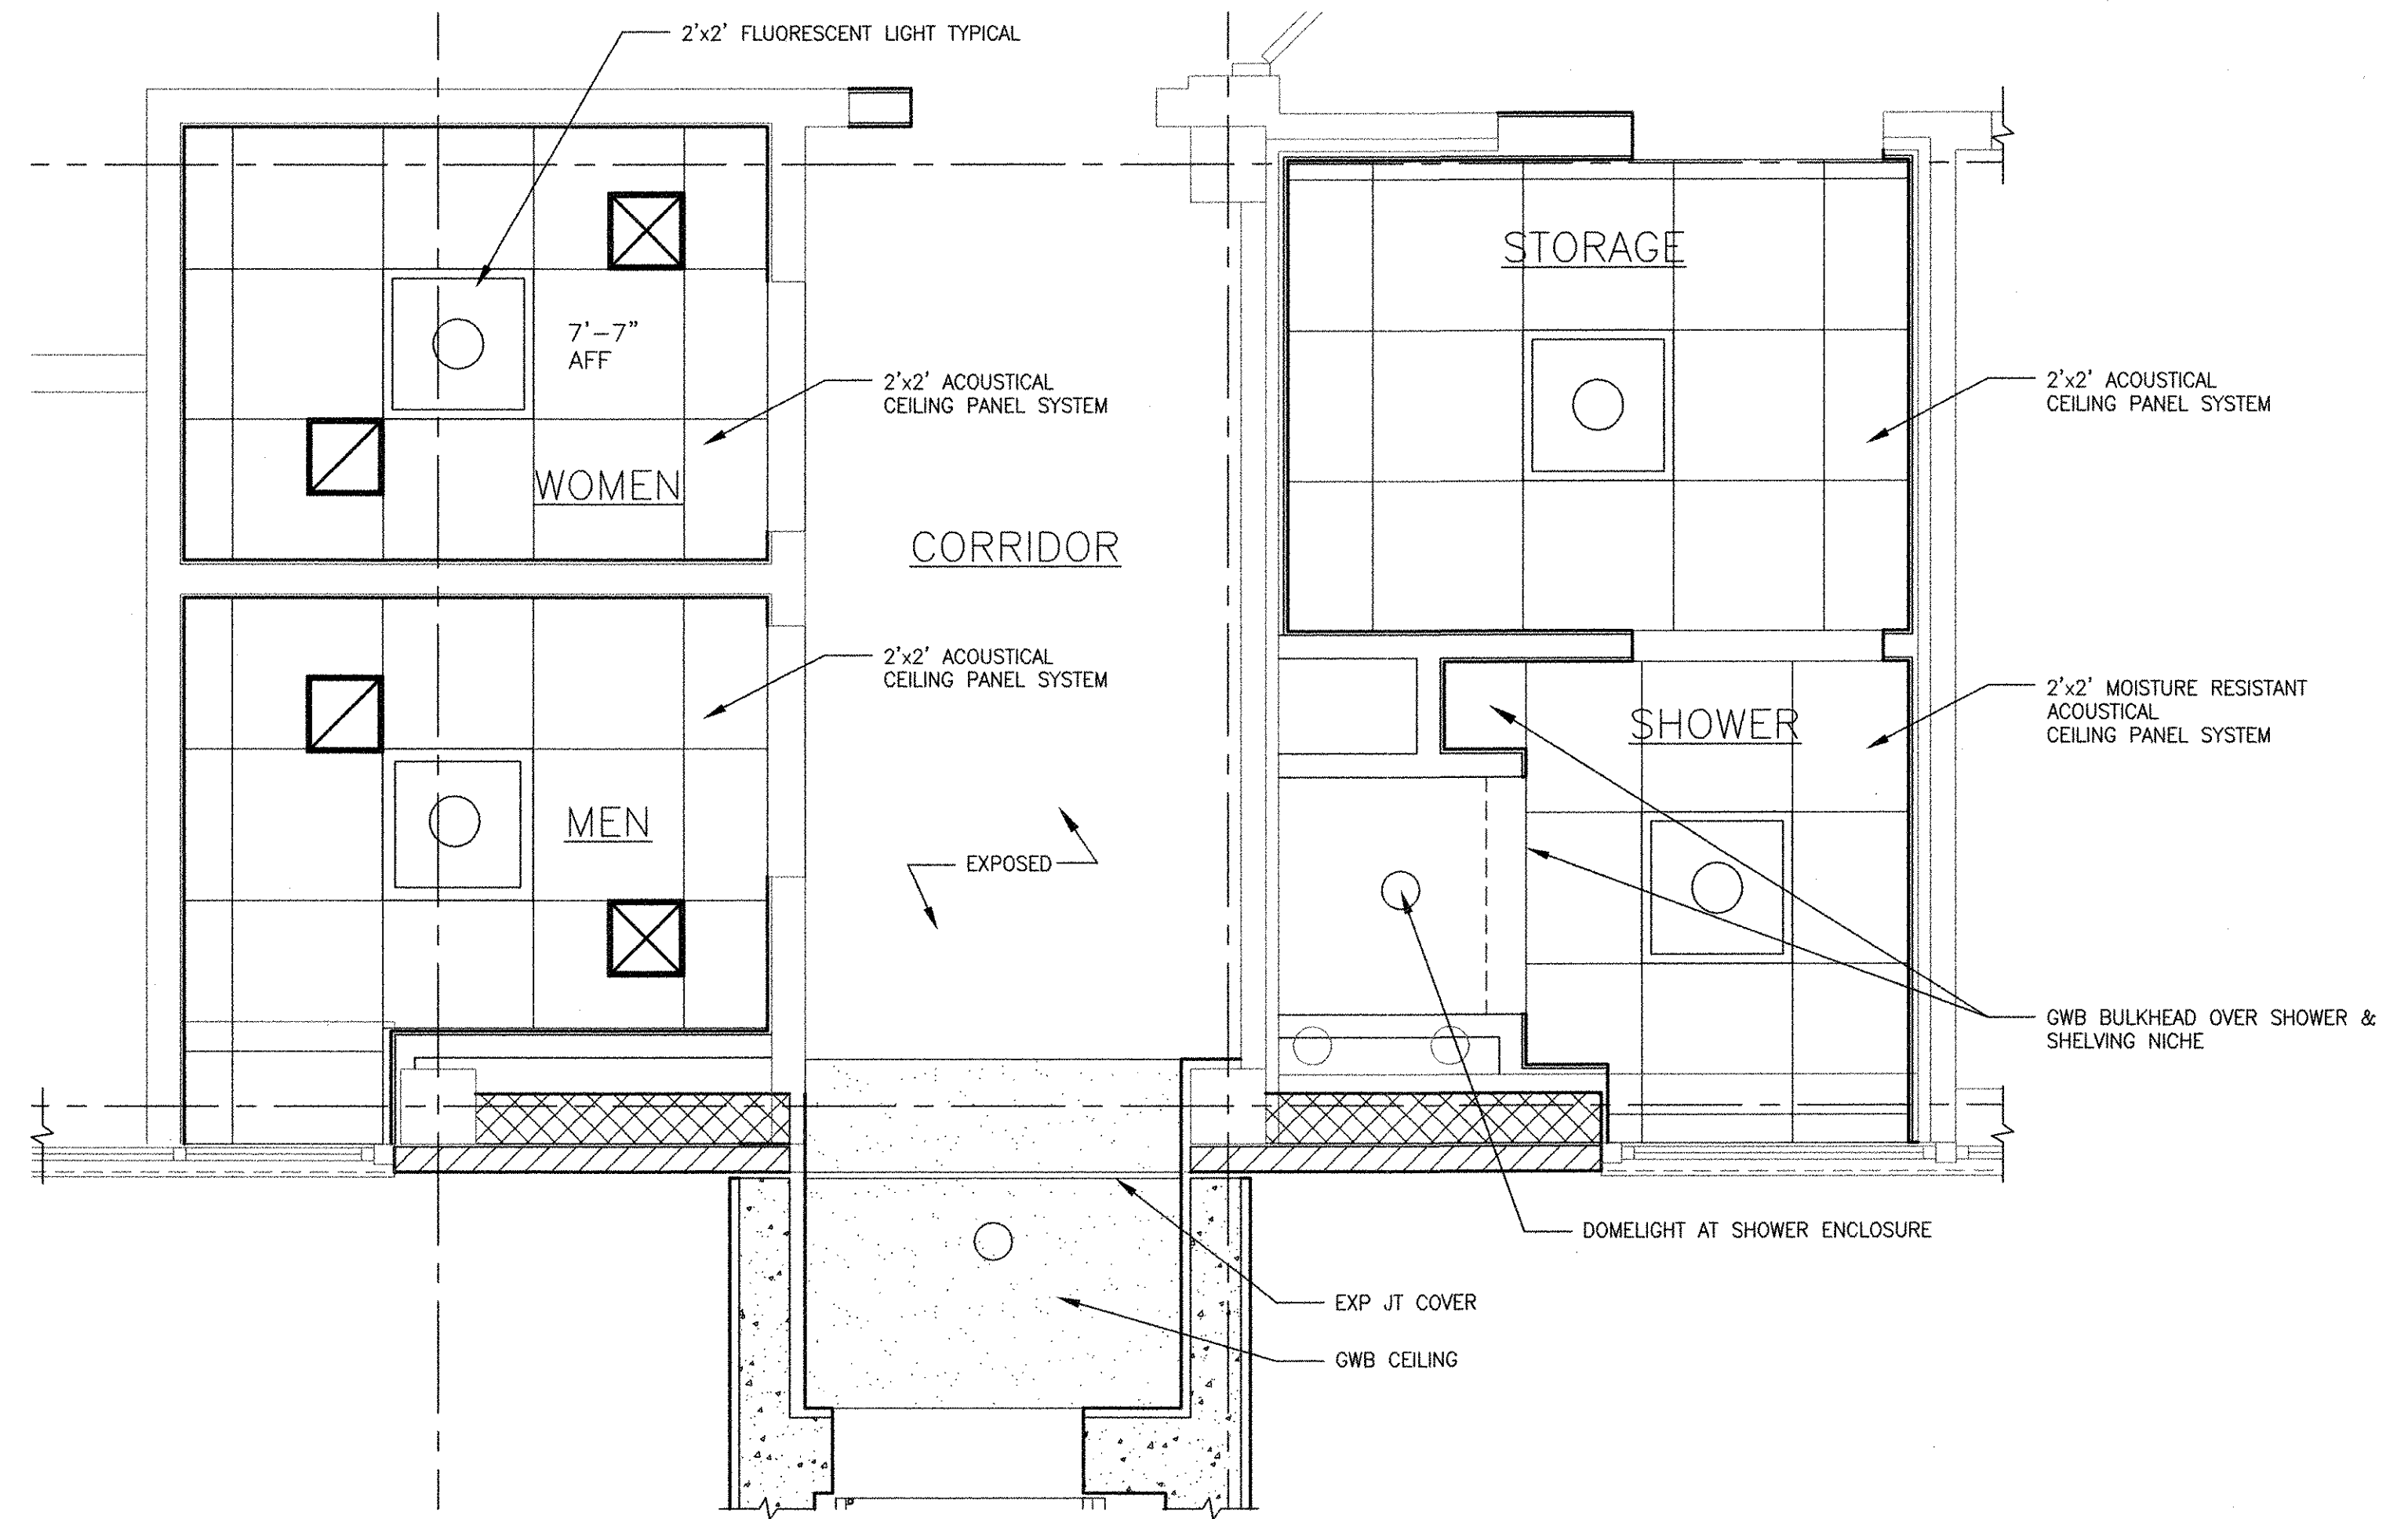 2'x2' FLUORESCENT LIGHT TYPICAL
STORAGE
7'-7"
AFF
2'x2' ACOUSTICAL
CEILING PANEL SYSTEM
2'x2' ACOUSTICAL
CEILING PANEL SYSTEM
WOMEN
CORRIDOR
2'x2' ACOUSTICAL
CEILING PANEL SYSTEM
2'x2' MOISTURE RESISTANT
ACOUSTICAL
CEILING PANEL SYSTEM
SHOWER
MEN
EXPOSED
GWB BULKHEAD OVER SHOWER &
SHELVING NICHE
DOMELIGHT AT SHOWER ENCLOSURE
EXP JT COVER
GWB CEILING